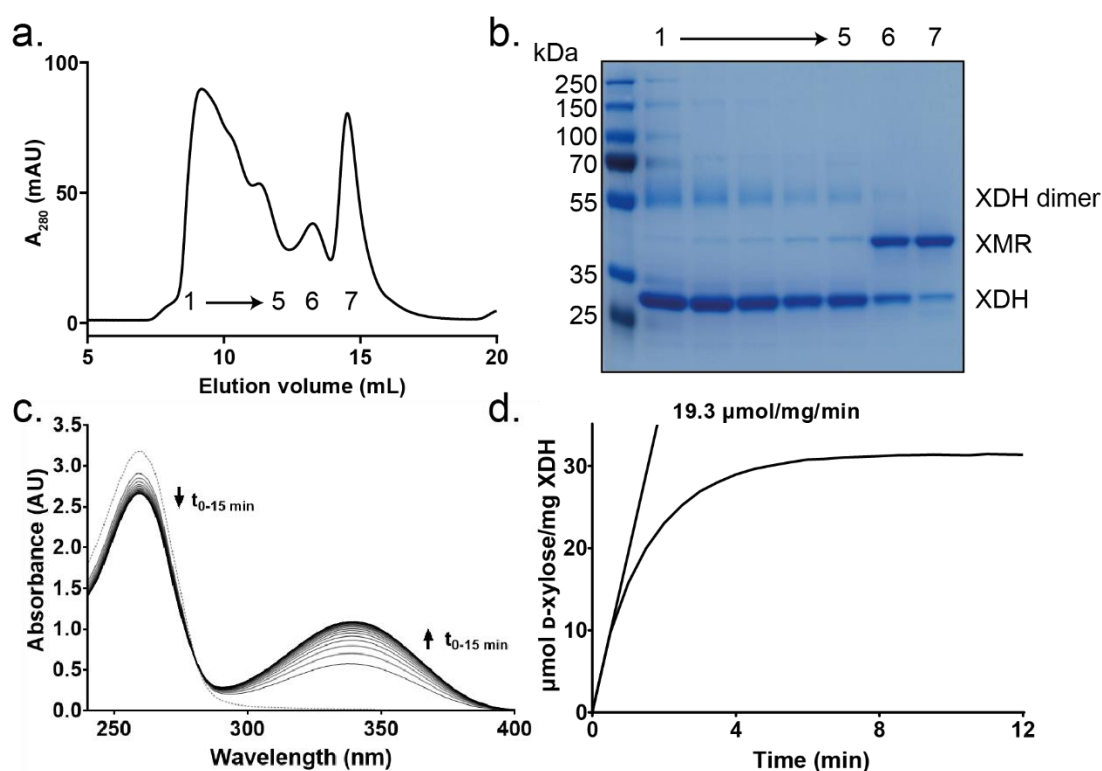 a.
100
50
0
A₂₈₀ (mAU)
1 → 5 6 7
5 10 15 20
Elution volume (mL)
b.
kDa
1 → 5 6 7
250
150
100
70
55
35
25
XDH dimer
XMR
XDH
c.
3.5
3.0
2.5
2.0
1.5
1.0
0.5
0.0
Absorbance (AU)
t₀₋₁₅ min
t₀₋₁₅ min
250 300 350 400
Wavelength (nm)
d.
19.3 µmol/mg/min
30
20
10
0
µmol D-xylose/mg XDH
0 4 8 12
Time (min)